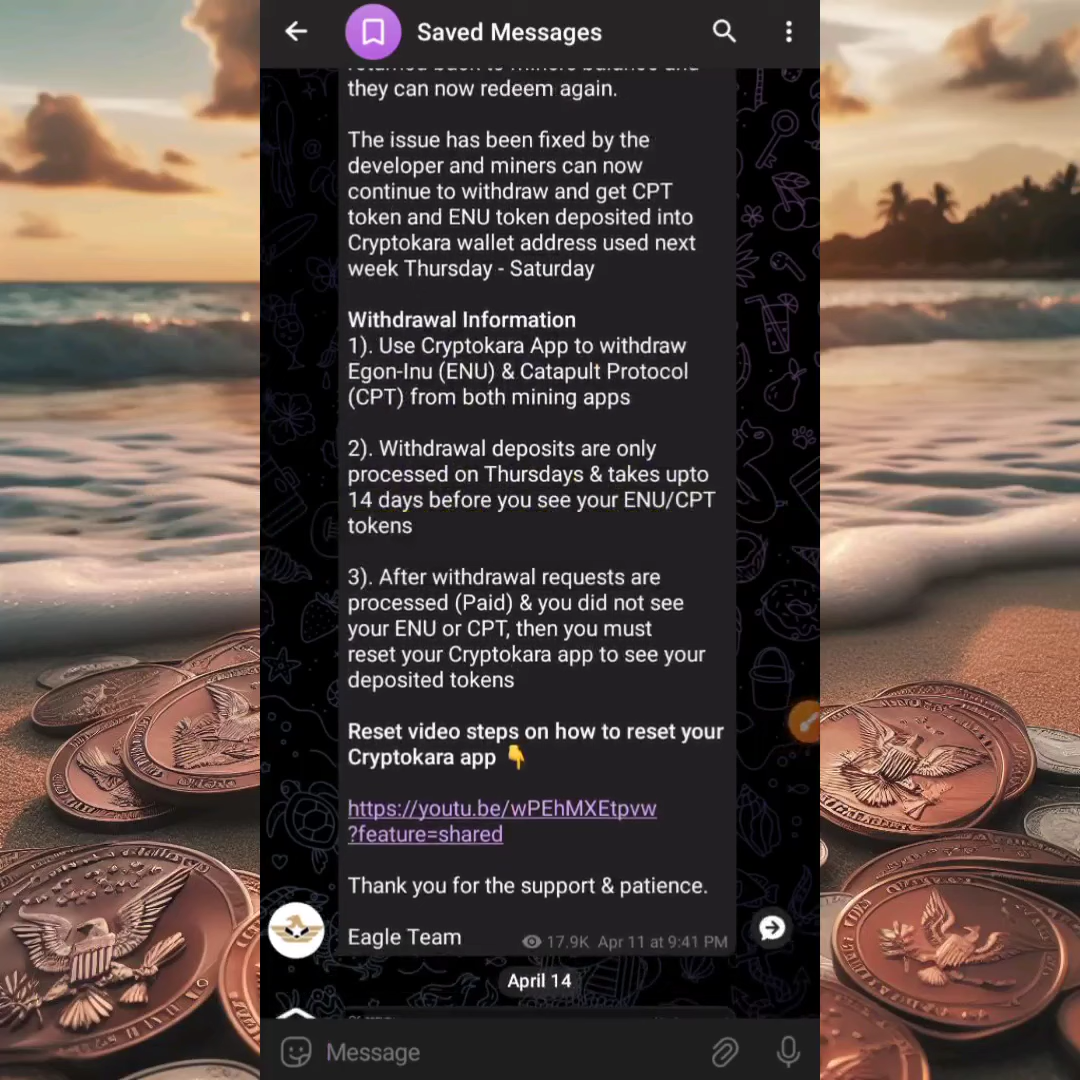 Saved Messages
returned back to miners balance and
they can now redeem again.
The issue has been fixed by the
developer and miners can now
continue to withdraw and get CPT
token and ENU token deposited into
Cryptokara wallet address used next
week Thursday - Saturday
Withdrawal Information
1). Use Cryptokara App to withdraw
Egon-Inu (ENU) & Catapult Protocol
(CPT) from both mining apps
2). Withdrawal deposits are only
processed on Thursdays & takes upto
14 days before you see your ENU/CPT
tokens
3). After withdrawal requests are
processed (Paid) & you did not see
your ENU or CPT, then you must
reset your Cryptokara app to see your
deposited tokens
Reset video steps on how to reset your
Cryptokara app 👇
https://youtu.be/wPEhMXEtpvw
?feature=shared
Thank you for the support & patience.
Eagle Team
17.9K Apr 11 at 9:41 PM
April 14
Message